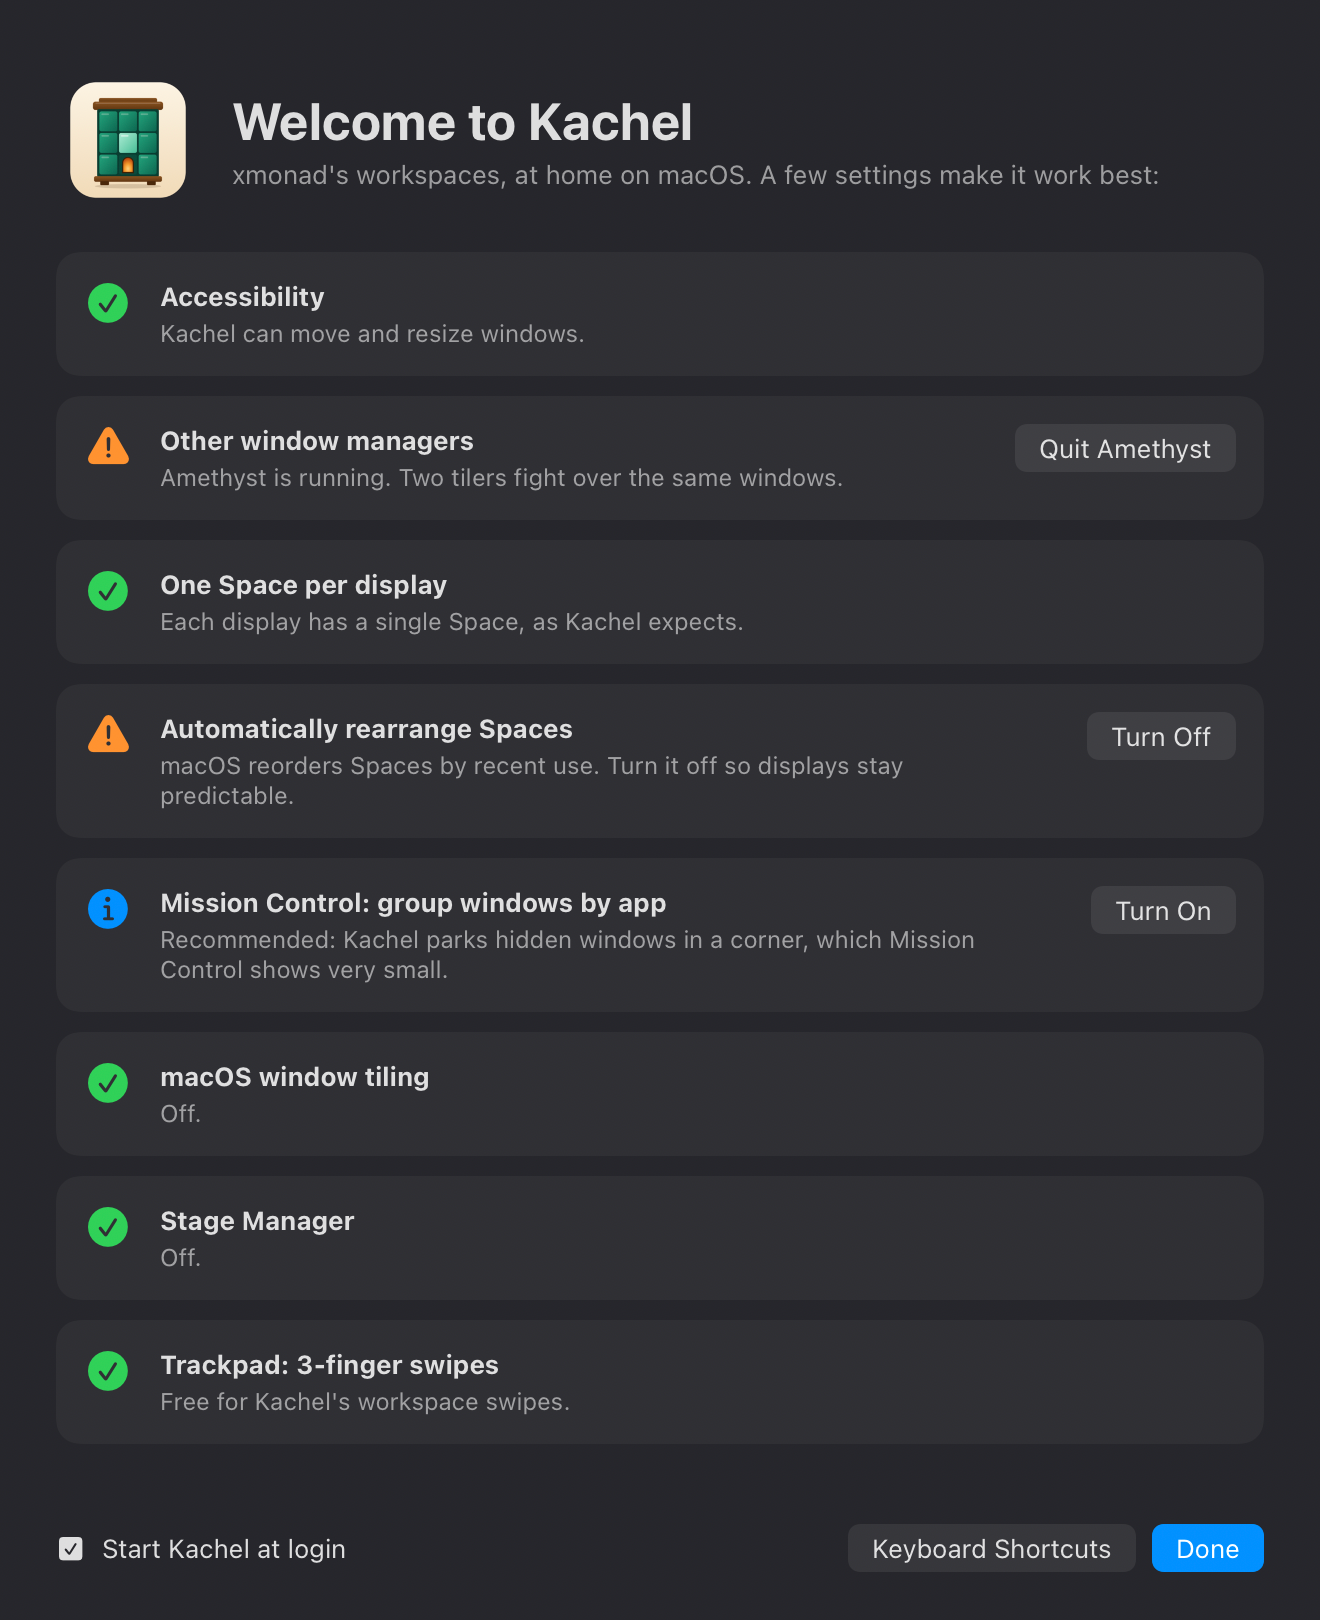 Welcome to Kachel
xmonad's workspaces, at home on macOS. A few settings make it work best:
Accessibility
Kachel can move and resize windows.
Other window managers
Amethyst is running. Two tilers fight over the same windows.
Quit Amethyst
One Space per display
Each display has a single Space, as Kachel expects.
Automatically rearrange Spaces
macOS reorders Spaces by recent use. Turn it off so displays stay
predictable.
Turn Off
Mission Control: group windows by app
Recommended: Kachel parks hidden windows in a corner, which Mission
Control shows very small.
Turn On
macOS window tiling
Off.
Stage Manager
Off.
Trackpad: 3-finger swipes
Free for Kachel's workspace swipes.
Start Kachel at login
Keyboard Shortcuts
Done